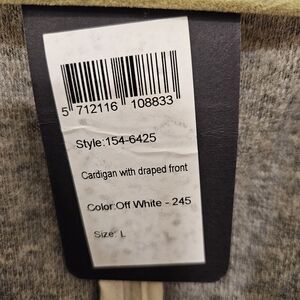 5 712116 108833
Style:154-6425
Cardigan with draped front
Color:Off White - 245
Size: L